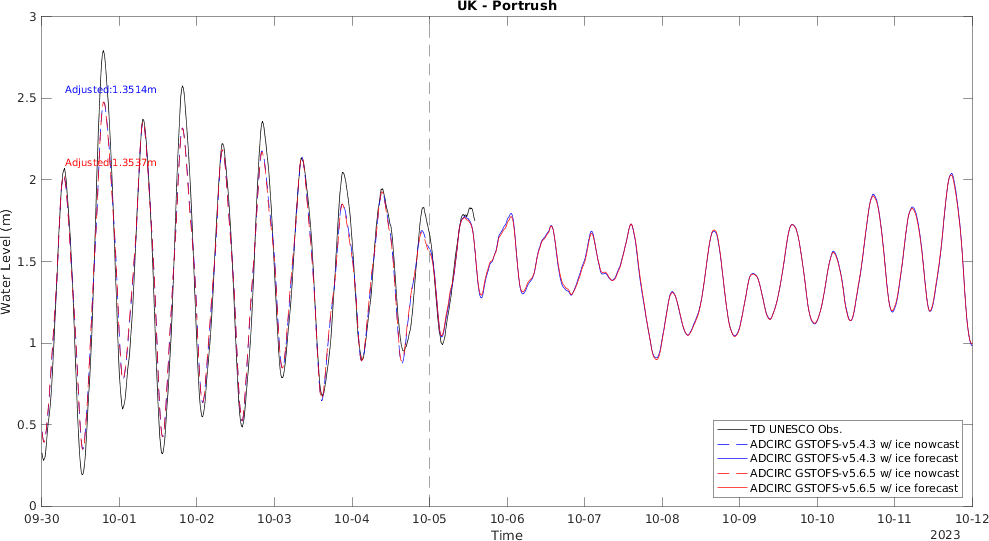 UK - Portrush
3
2.5
2
1.5
1
0.5
0
Water Level (m)
Adjusted:1.3514m
Adjusted:1.3537m
TD UNESCO Obs.
ADCIRC GSTOFS-v5.4.3 w/ ice nowcast
ADCIRC GSTOFS-v5.4.3 w/ ice forecast
ADCIRC GSTOFS-v5.6.5 w/ ice nowcast
ADCIRC GSTOFS-v5.6.5 w/ ice forecast
09-30 10-01 10-02 10-03 10-04 10-05 10-06 10-07 10-08 10-09 10-10 10-11 10-12
Time
2023